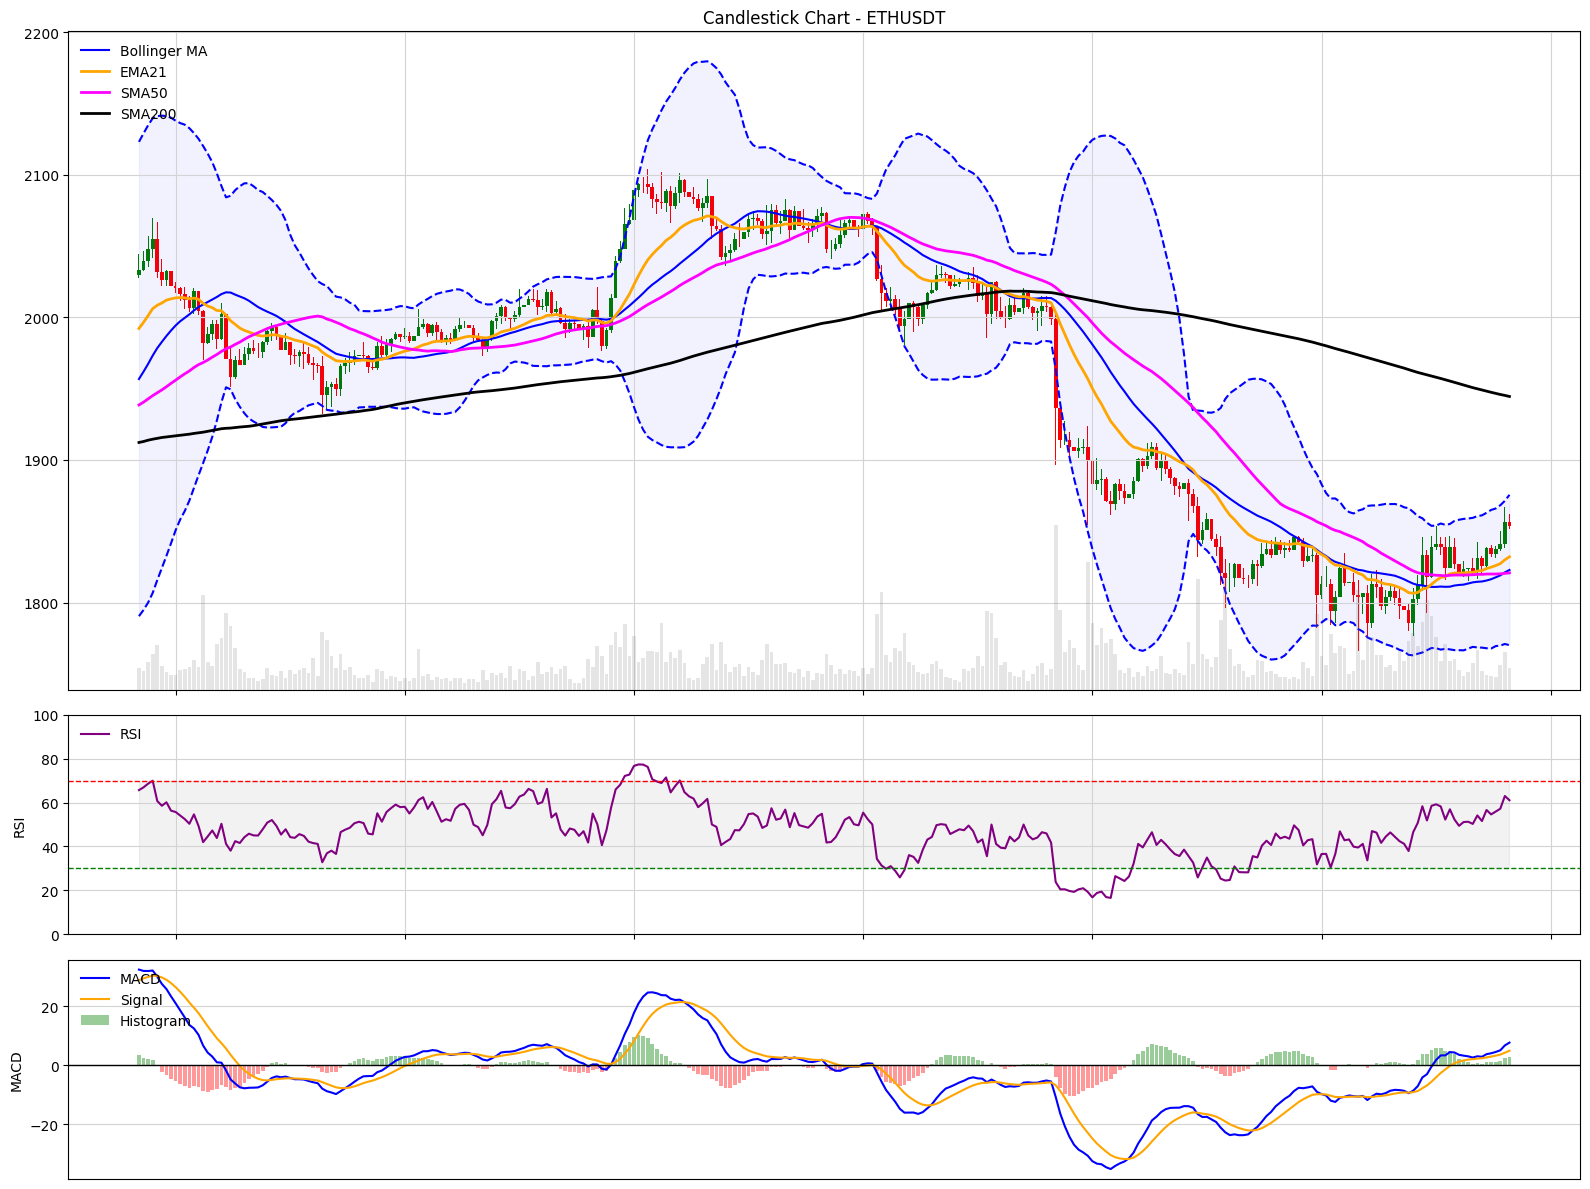 Candlestick Chart - ETHUSDT
2200
2100
2000
1900
1800
Bollinger MA
EMA21
SMA50
SMA200
100
80
60
40
20
0
RSI
RSI
20
0
−20
MACD
MACD
Signal
Histogram